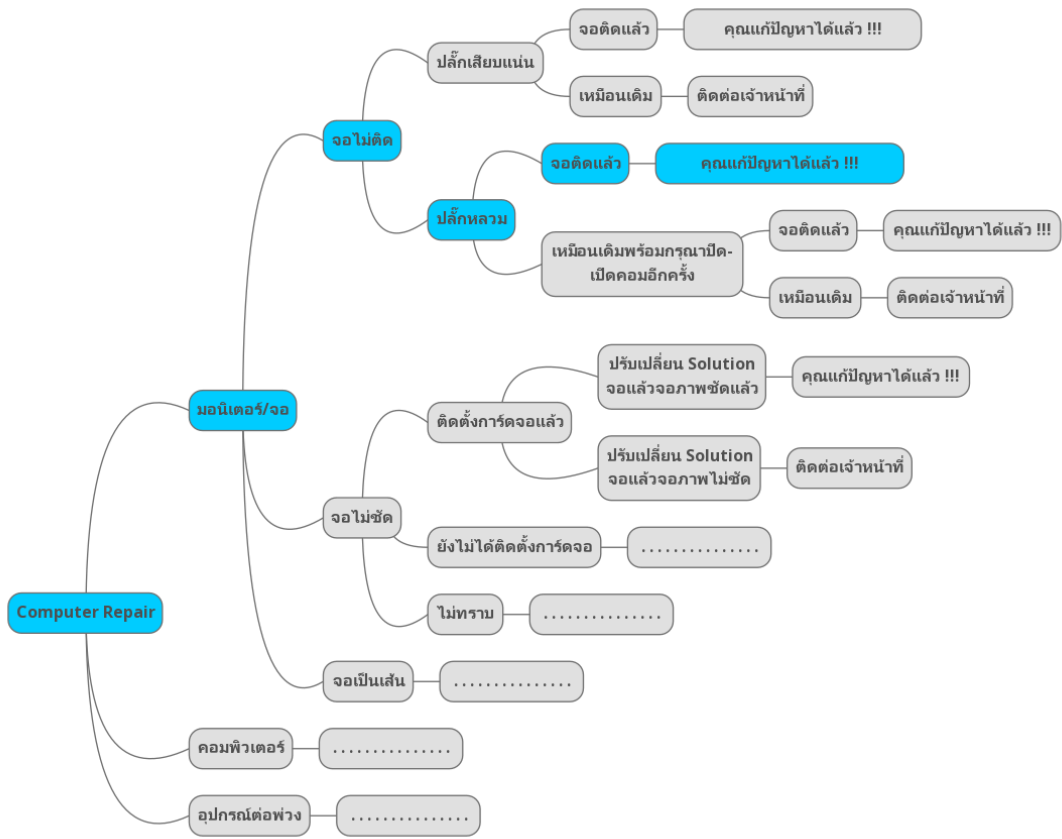 จอติดแล้ว
คุณแก้ปัญหาได้แล้ว !!!
ปลั๊กเสียบแน่น
เหมือนเดิม
ติดต่อเจ้าหน้าที่
จอไม่ติด
จอติดแล้ว
คุณแก้ปัญหาได้แล้ว !!!
ปลั๊กหลวม
จอติดแล้ว
คุณแก้ปัญหาได้แล้ว !!!
เหมือนเดิมพร้อมกรุณาปิด-
เปิดคอมอีกครั้ง
เหมือนเดิม
ติดต่อเจ้าหน้าที่
ปรับเปลี่ยน Solution
จอแล้วจอภาพชัดแล้ว
คุณแก้ปัญหาได้แล้ว !!!
มอนิเตอร์/จอ
ติดตั้งการ์ดจอแล้ว
ปรับเปลี่ยน Solution
จอแล้วจอภาพไม่ชัด
ติดต่อเจ้าหน้าที่
จอไม่ชัด
ยังไม่ได้ติดตั้งการ์ดจอ
. . . . . . . . . . . . . . .
Computer Repair
ไม่ทราบ
. . . . . . . . . . . . . . .
จอเป็นเส้น
. . . . . . . . . . . . . . .
คอมพิวเตอร์
. . . . . . . . . . . . . . .
อุปกรณ์ต่อพ่วง
. . . . . . . . . . . . . . .